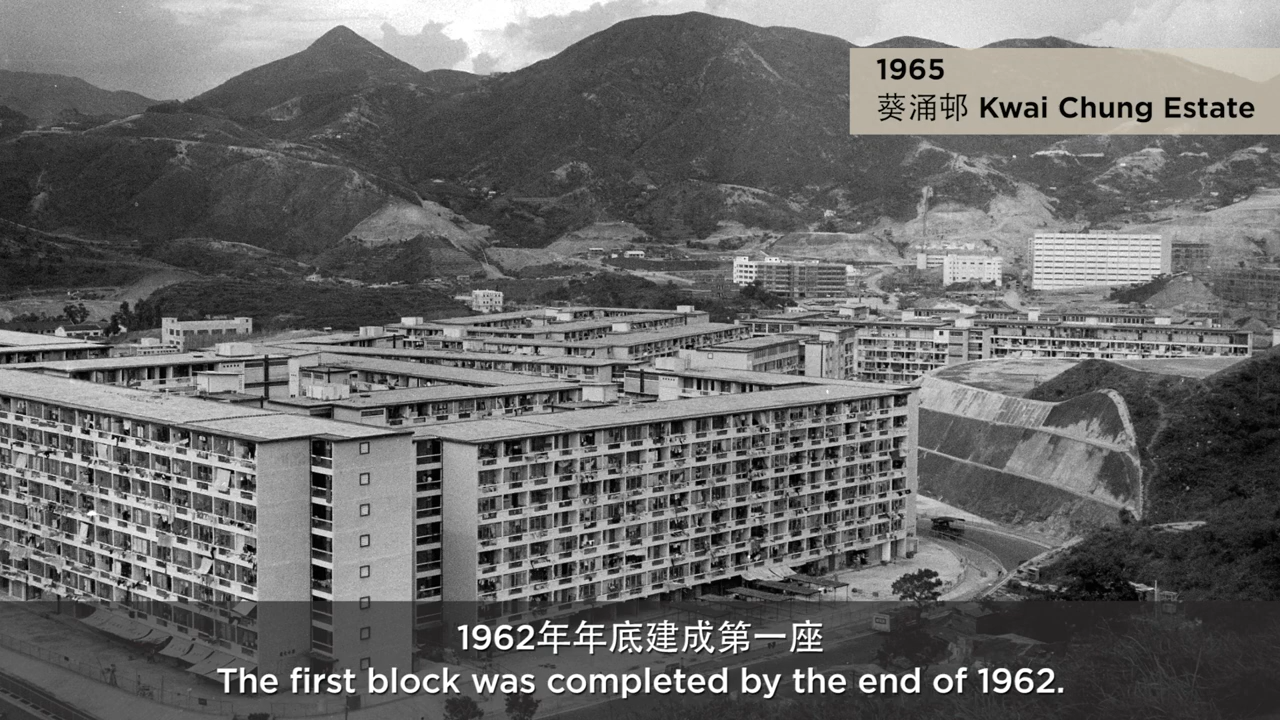 1965
葵涌邨 Kwai Chung Estate
1962年年底建成第一座
The first block was completed by the end of 1962.